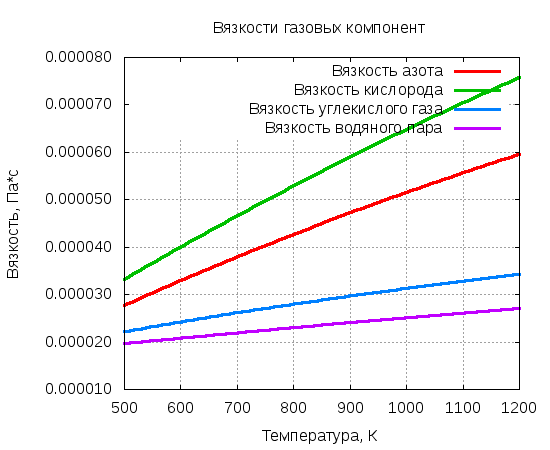 Вязкости газовых компонент
Вязкость, Па*с
0.000080
0.000070
0.000060
0.000050
0.000040
0.000030
0.000020
0.000010
Вязкость азота
Вязкость кислорода
Вязкость углекислого газа
Вязкость водяного пара
500 600 700 800 900 1000 1100 1200
Температура, К